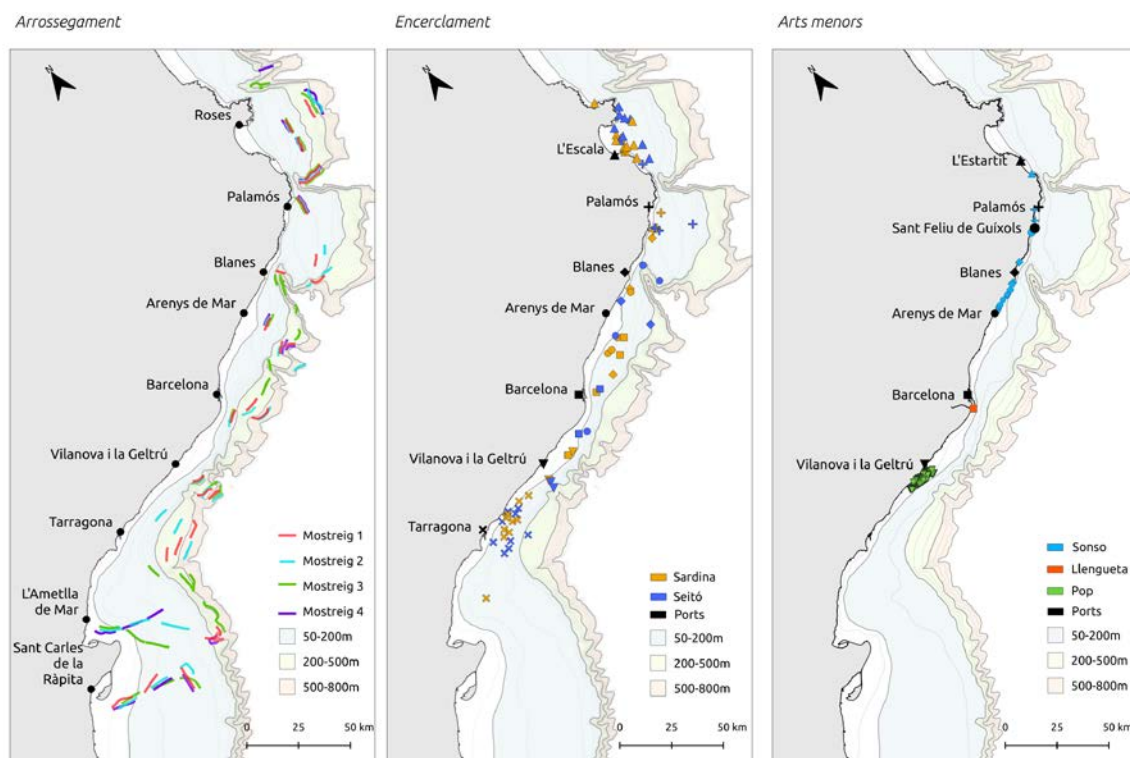 Arrossegament
N
Roses
Palamós
Blanes
Arenys de Mar
Barcelona
Vilanova i la Geltrú
Tarragona
L'Ametlla
de Mar
Sant Carles
de la
Ràpita
Mostreig 1
Mostreig 2
Mostreig 3
Mostreig 4
50-200m
200-500m
500-800m
0 25 50 km
Encerclament
N
L'Escala
Palamós
Blanes
Arenys de Mar
Barcelona
Vilanova i la Geltrú
Tarragona
Sardina
Seitó
Ports
50-200m
200-500m
500-800m
0 25 50 km
Arts menors
N
L'Estartit
Palamós
Sant Feliu de Guíxols
Blanes
Arenys de Mar
Barcelona
Vilanova i la Geltrú
Sonso
Llengueta
Pop
Ports
50-200m
200-500m
500-800m
0 25 50 km